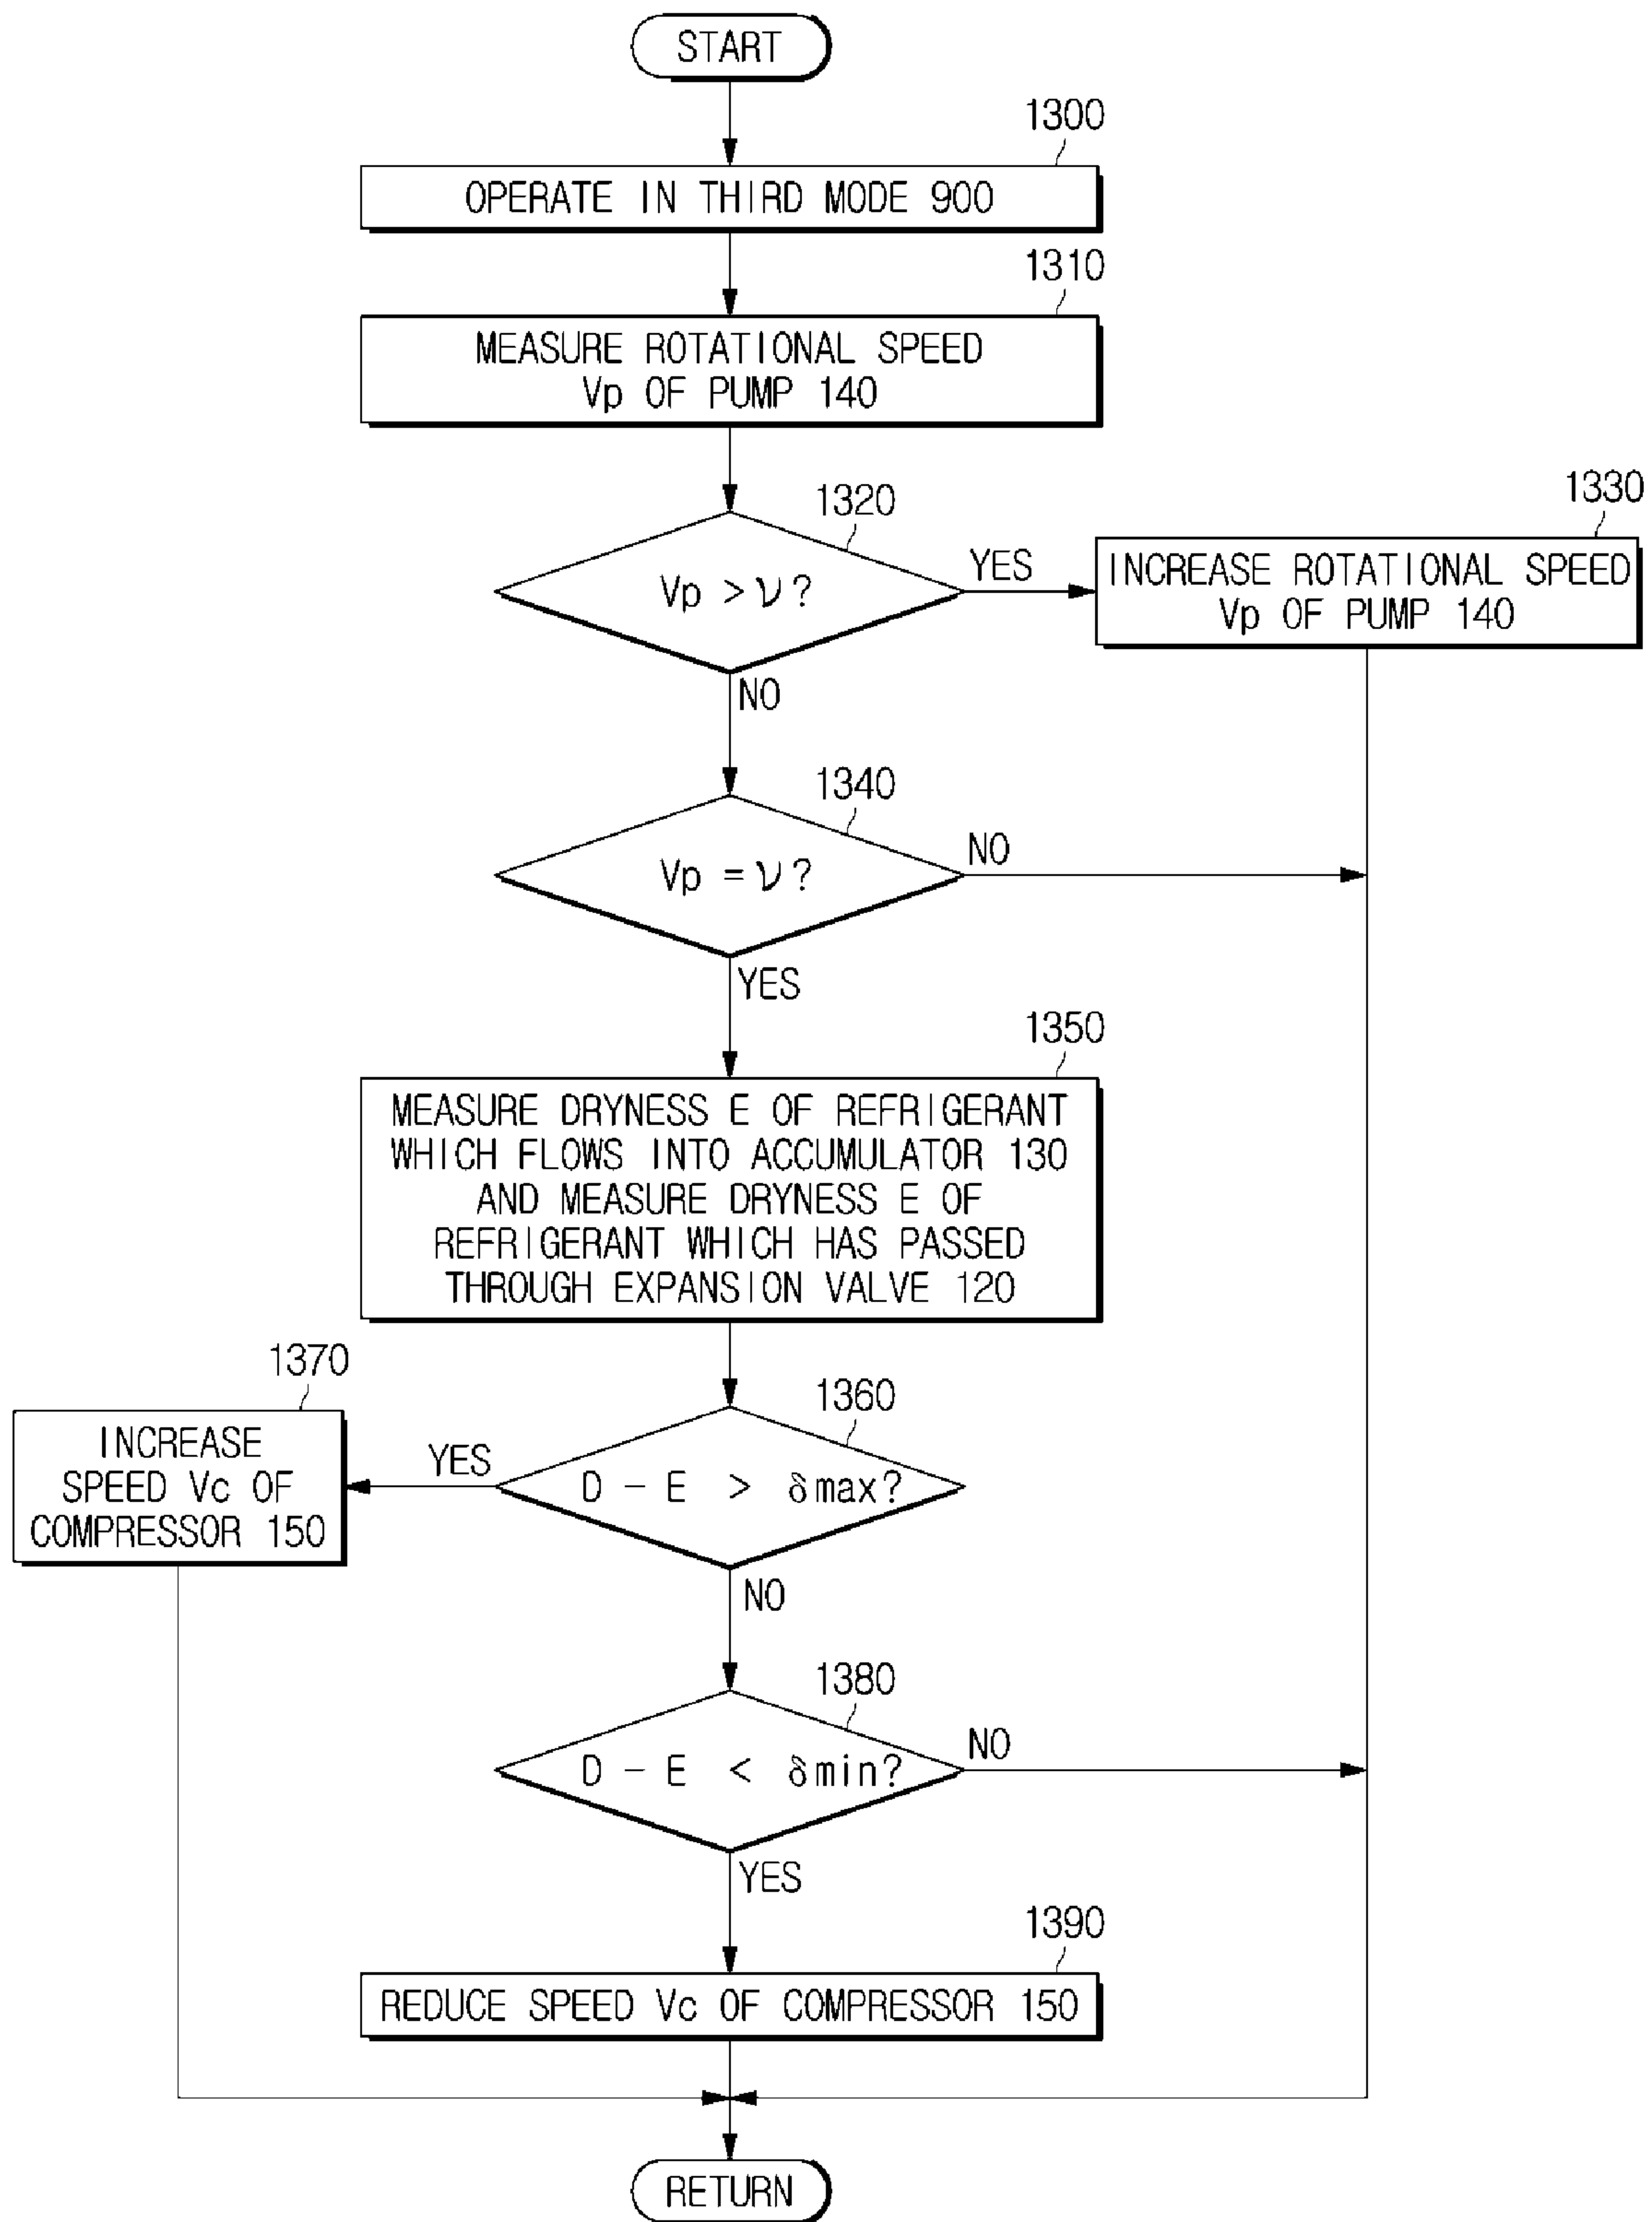 START
1300
OPERATE IN THIRD MODE 900
1310
MEASURE ROTATIONAL SPEED
Vp OF PUMP 140
1320
Vp > ν?
YES
1330
INCREASE ROTATIONAL SPEED
Vp OF PUMP 140
NO
1340
Vp = ν?
NO
YES
1350
MEASURE DRYNESS E OF REFRIGERANT
WHICH FLOWS INTO ACCUMULATOR 130
AND MEASURE DRYNESS E OF
REFRIGERANT WHICH HAS PASSED
THROUGH EXPANSION VALVE 120
1370
INCREASE
SPEED Vc OF
COMPRESSOR 150
YES
1360
D - E > δmax?
NO
1380
D - E < δmin?
NO
YES
1390
REDUCE SPEED Vc OF COMPRESSOR 150
RETURN